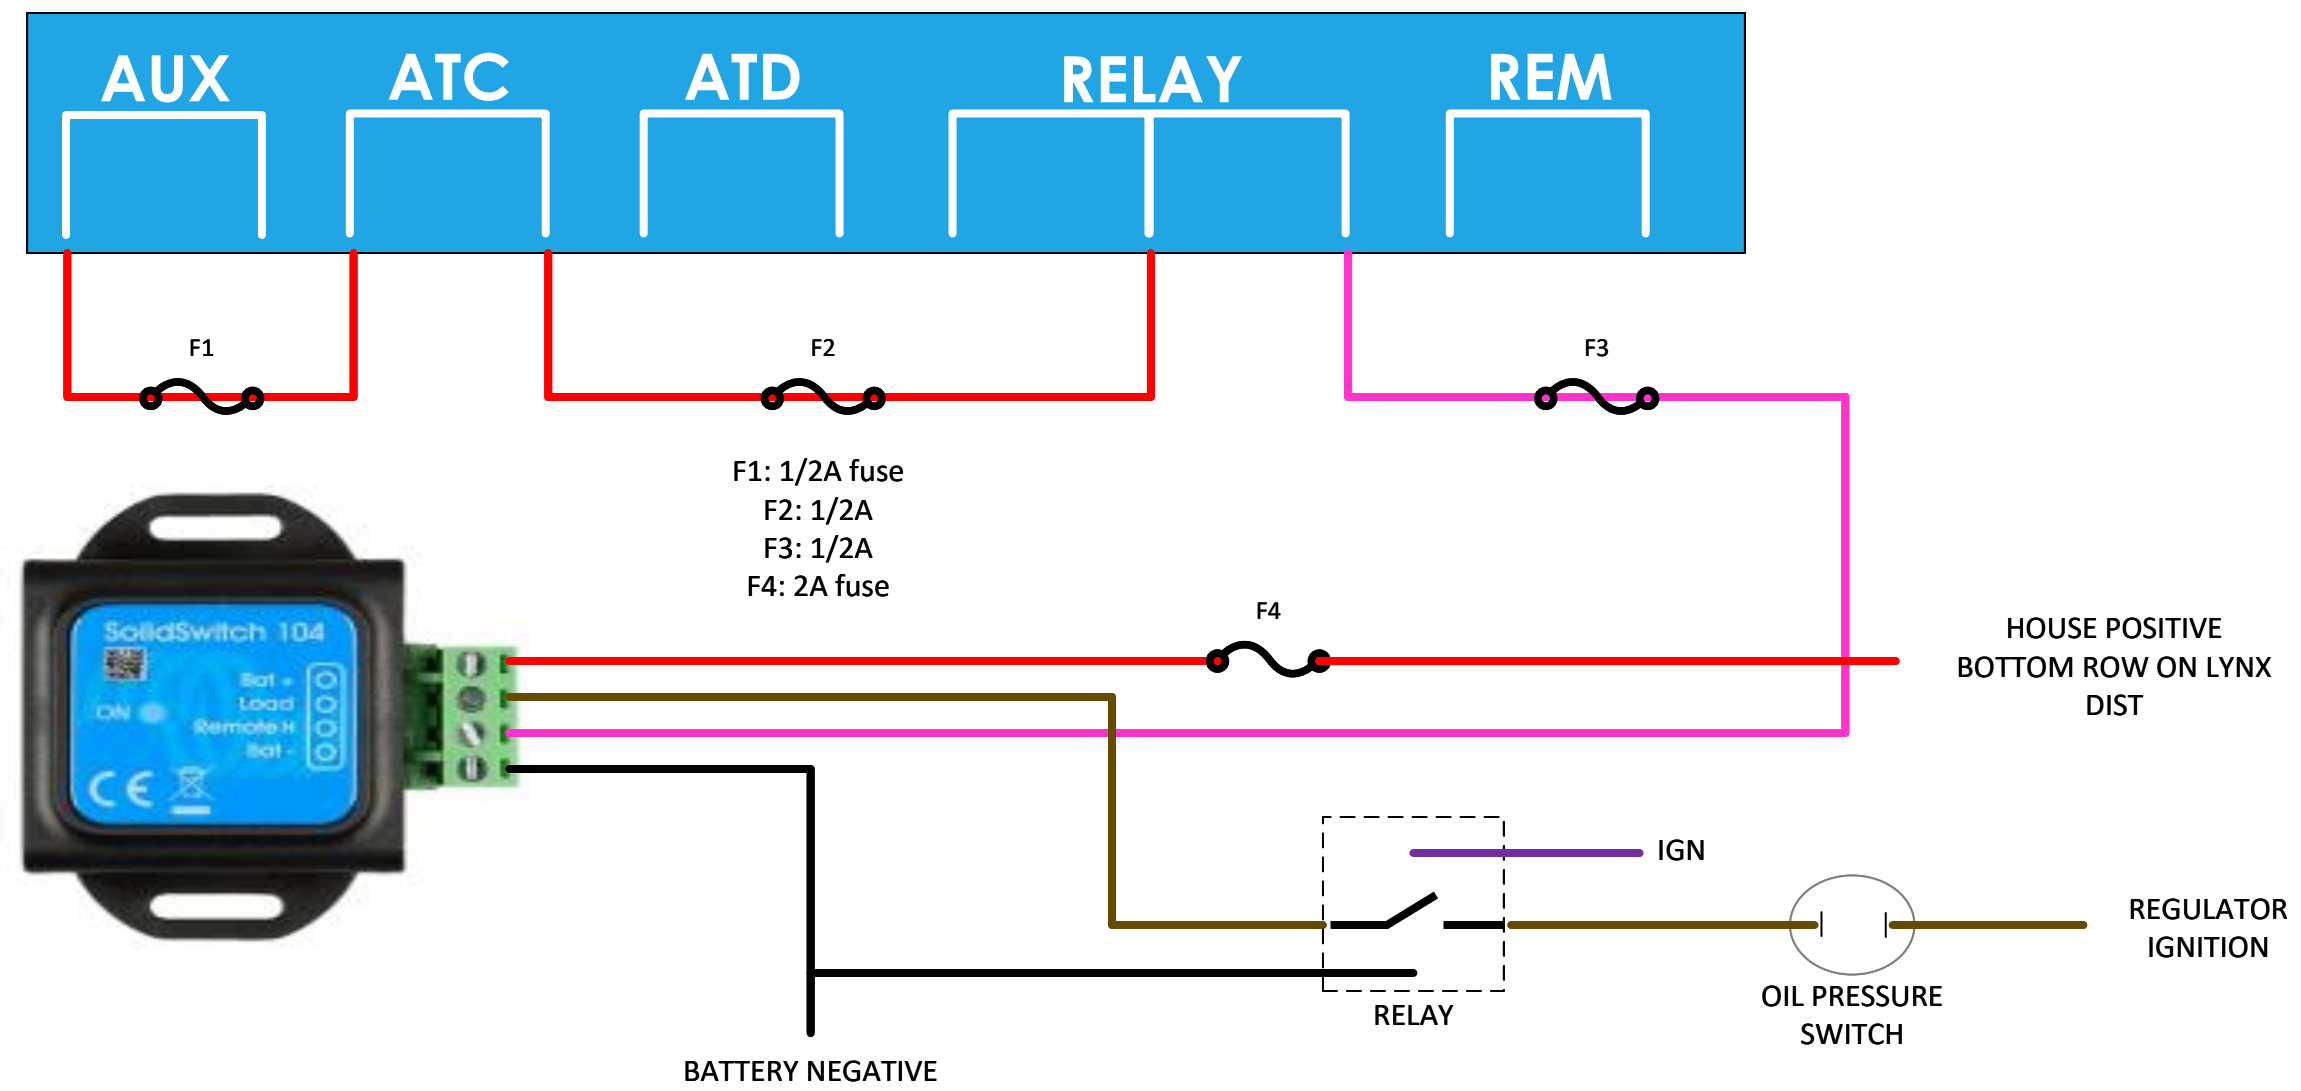 AUX ATC ATD RELAY REM
F1 F2 F3
F1: 1/2A fuse
F2: 1/2A
F3: 1/2A
F4: 2A fuse
F4
HOUSE POSITIVE
BOTTOM ROW ON LYNX
DIST
SolidSwitch 104
Bat +
Load
ON
Remote H
Bat -
CE
IGN
REGULATOR
IGNITION
OIL PRESSURE
SWITCH
RELAY
BATTERY NEGATIVE